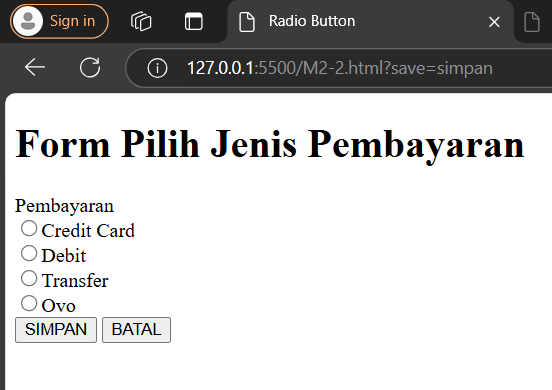 Sign in
Radio Button
127.0.0.1:5500/M2-2.html?save=simpan
Form Pilih Jenis Pembayaran
Pembayaran
Credit Card
Debit
Transfer
Ovo
SIMPAN BATAL